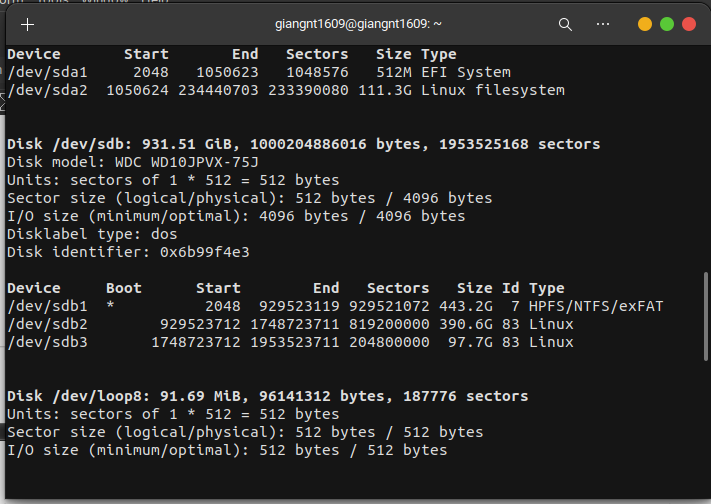 Tools Window Help
giangnt1609@giangnt1609: ~
Device Start End Sectors Size Type
/dev/sda1 2048 1050623 1048576 512M EFI System
/dev/sda2 1050624 234440703 233390080 111.3G Linux filesystem
Disk /dev/sdb: 931.51 GiB, 1000204886016 bytes, 1953525168 sectors
Disk model: WDC WD10JPVX-75J
Units: sectors of 1 * 512 = 512 bytes
Sector size (logical/physical): 512 bytes / 4096 bytes
I/O size (minimum/optimal): 4096 bytes / 4096 bytes
Disklabel type: dos
Disk identifier: 0x6b99f4e3
Device Boot Start End Sectors Size Id Type
/dev/sdb1 * 2048 929523119 929521072 443.2G 7 HPFS/NTFS/exFAT
/dev/sdb2 929523712 1748723711 819200000 390.6G 83 Linux
/dev/sdb3 1748723712 1953523711 204800000 97.7G 83 Linux
Disk /dev/loop8: 91.69 MiB, 96141312 bytes, 187776 sectors
Units: sectors of 1 * 512 = 512 bytes
Sector size (logical/physical): 512 bytes / 512 bytes
I/O size (minimum/optimal): 512 bytes / 512 bytes